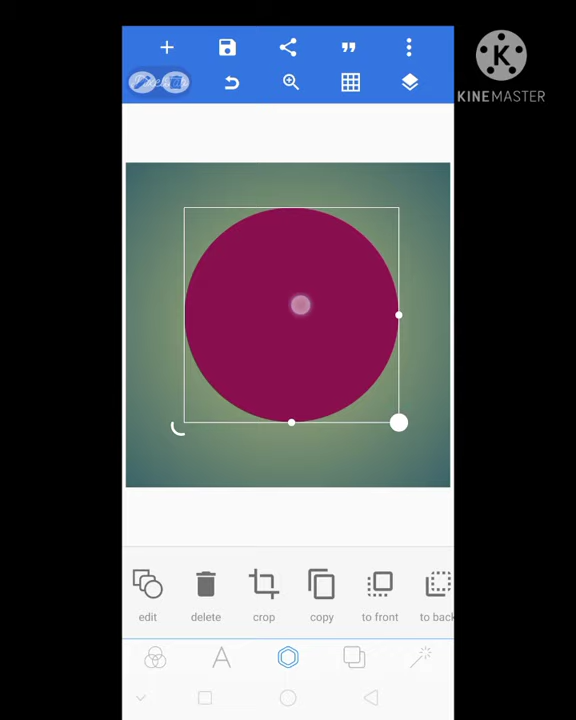 KINEMASTER
edit
delete
crop
copy
to front
to back